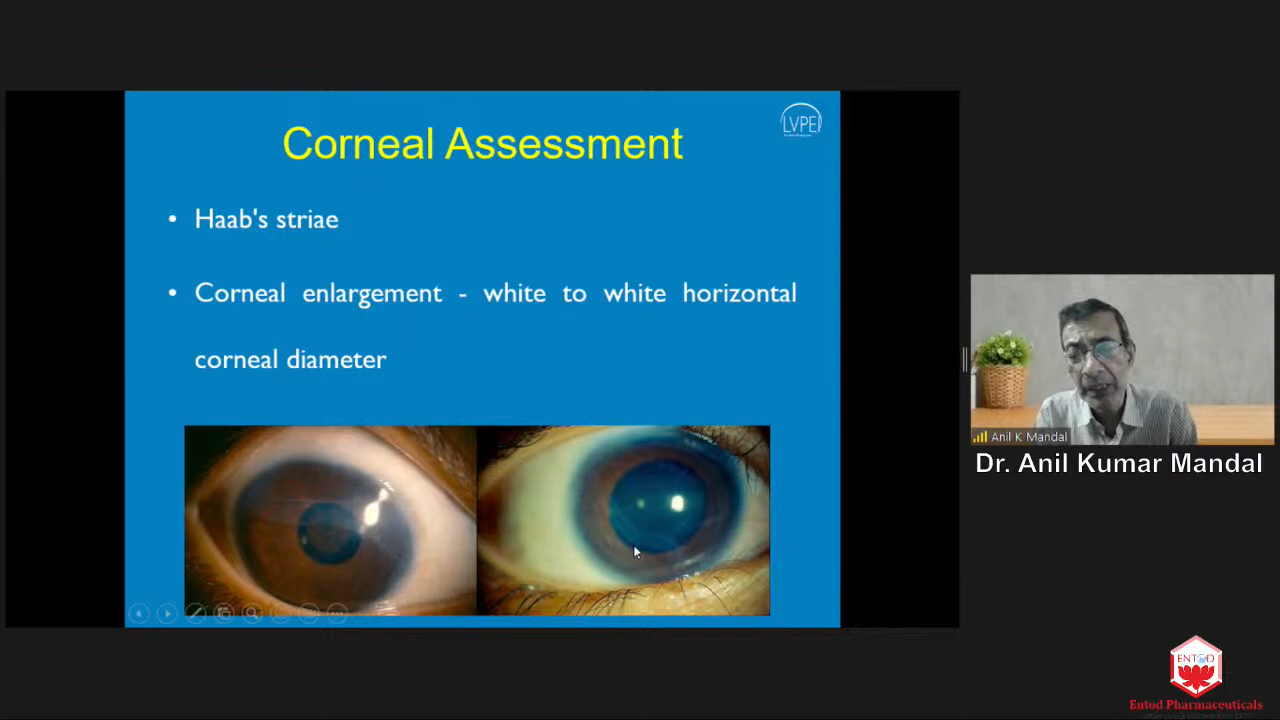 LVPEI
Corneal Assessment
• Haab's striae
• Corneal enlargement - white to white horizontal
corneal diameter
Anil K Mandal
Dr. Anil Kumar Mandal
ENTOD
Entod Pharmaceuticals